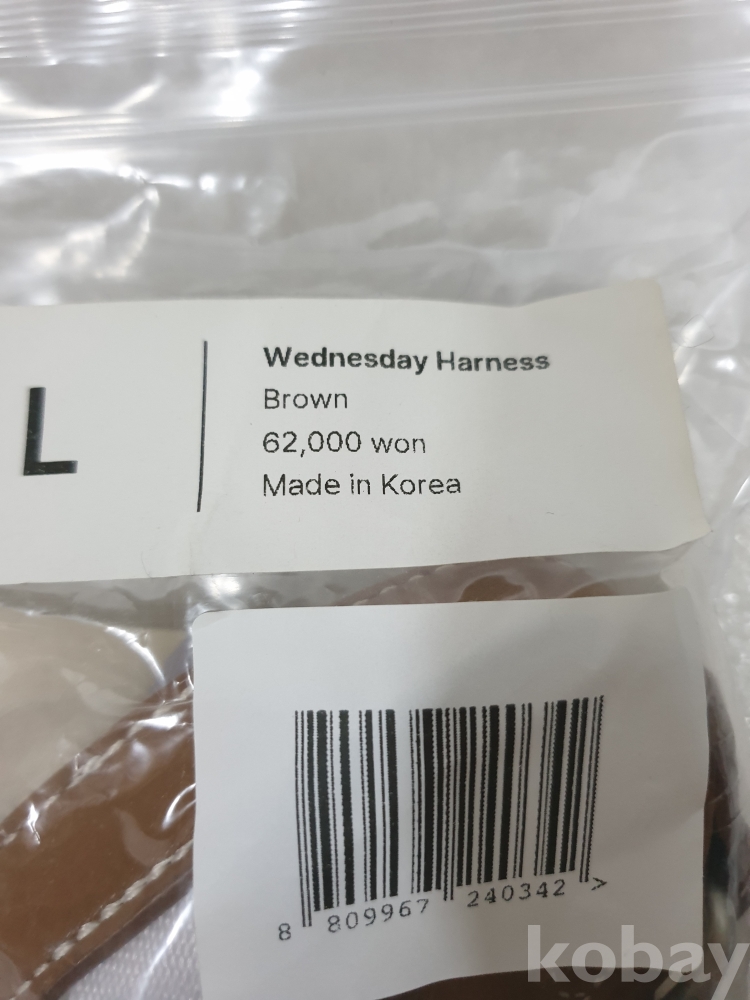 L
Wednesday Harness
Brown
62,000 won
Made in Korea
8 809967 240342 >
kobay